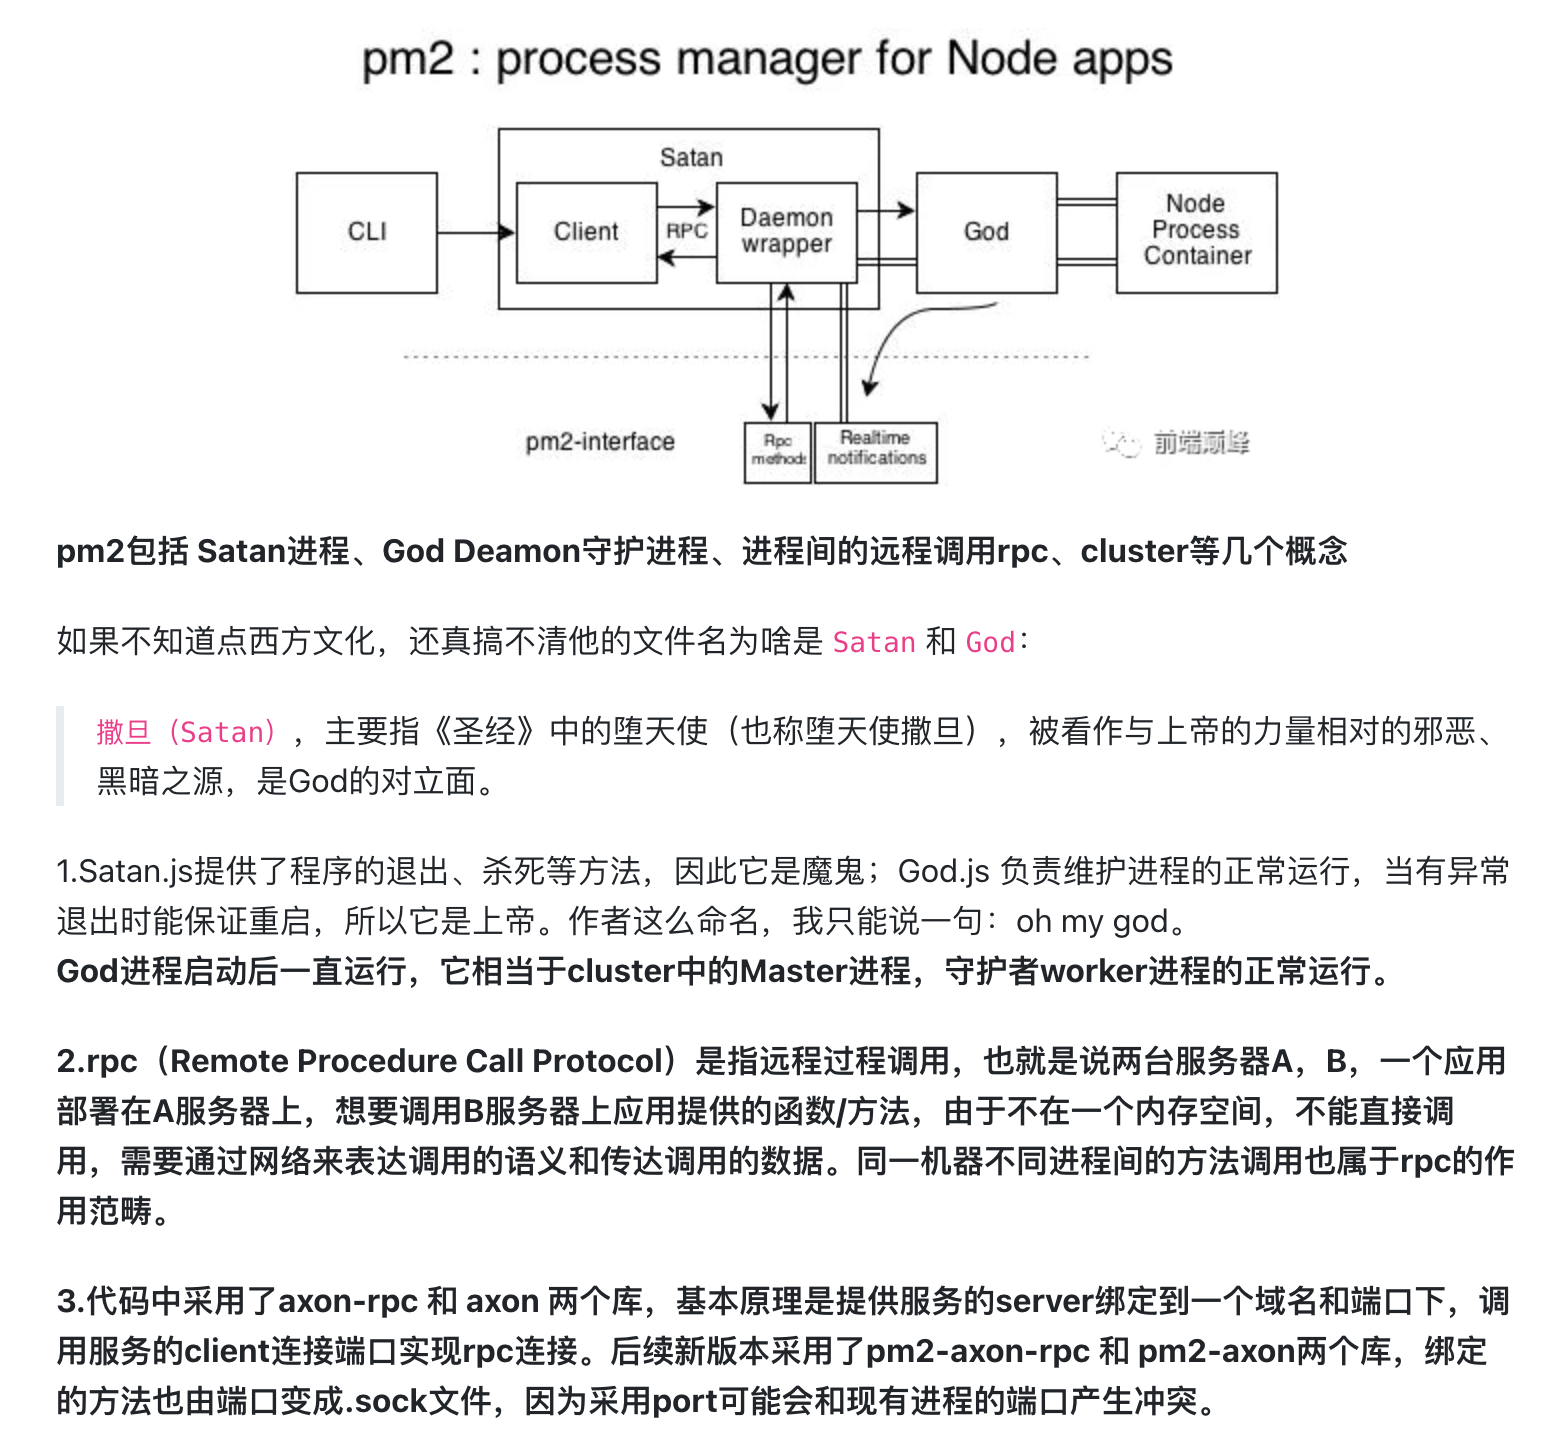 pm2 : process manager for Node apps
Satan
CLI
Client
RPC
Daemon
wrapper
God
Node
Process
Container
pm2-interface
Rpc
methods
Realtime
notifications
前端巅峰
pm2包括 Satan进程、God Deamon守护进程、进程间的远程调用rpc、cluster等几个概念
如果不知道点西方文化，还真搞不清他的文件名为啥是 Satan 和 God：
撒旦（Satan），主要指《圣经》中的堕天使（也称堕天使撒旦），被看作与上帝的力量相对的邪恶、
黑暗之源，是God的对立面。
1.Satan.js提供了程序的退出、杀死等方法，因此它是魔鬼；God.js 负责维护进程的正常运行，当有异常
退出时能保证重启，所以它是上帝。作者这么命名，我只能说一句：oh my god。
God进程启动后一直运行，它相当于cluster中的Master进程，守护者worker进程的正常运行。
2.rpc（Remote Procedure Call Protocol）是指远程过程调用，也就是说两台服务器A，B，一个应用
部署在A服务器上，想要调用B服务器上应用提供的函数/方法，由于不在一个内存空间，不能直接调
用，需要通过网络来表达调用的语义和传达调用的数据。同一机器不同进程间的方法调用也属于rpc的作
用范畴。
3.代码中采用了axon-rpc 和 axon 两个库，基本原理是提供服务的server绑定到一个域名和端口下，调
用服务的client连接端口实现rpc连接。后续新版本采用了pm2-axon-rpc 和 pm2-axon两个库，绑定
的方法也由端口变成.sock文件，因为采用port可能会和现有进程的端口产生冲突。